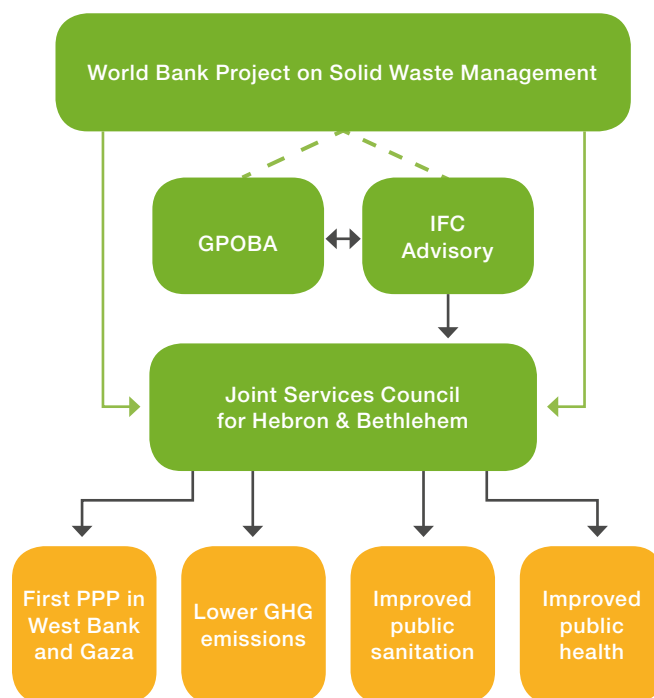 World Bank Project on Solid Waste Management
GPOBA
IFC
Advisory
Joint Services Council
for Hebron & Bethlehem
First PPP in
West Bank
and Gaza
Lower GHG
emissions
Improved
public
sanitation
Improved
public
health